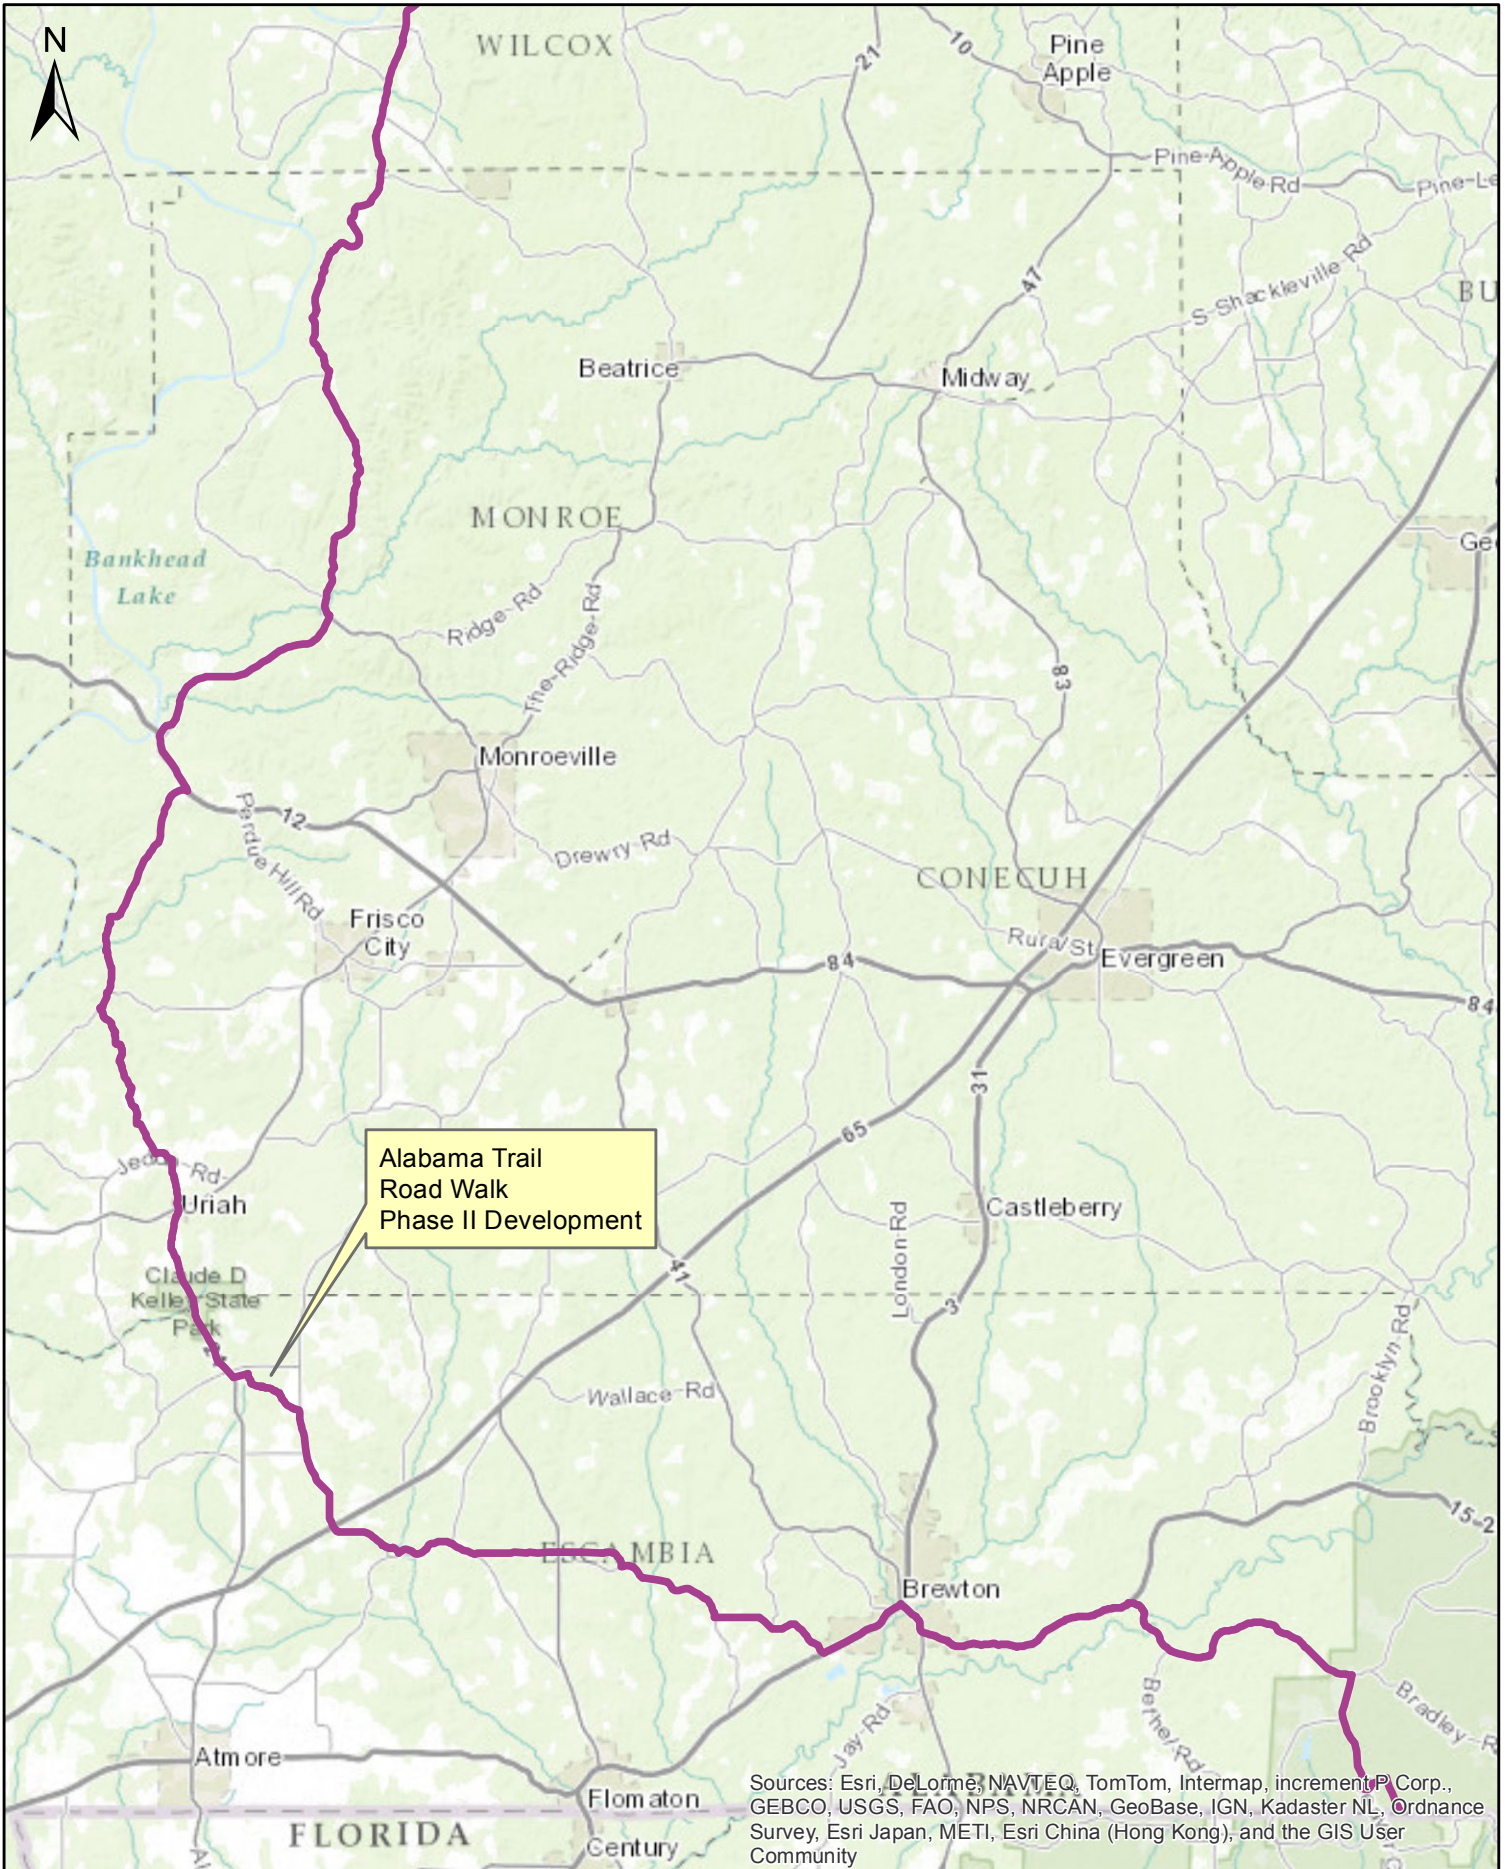 N
WILCOX
21
10
Pine
Apple
Pine-Apple-Rd
Pine-Le
S-Shackleville-Rd
47
BU
Beatrice
Midway
MONROE
Bankhead
Lake
Ridge-Rd
The-Ridge-Rd
83
Monroeville
12
Perdue Hill Rd
Drewry-Rd
CONECUH
Frisco
City
84
Rural St
Evergreen
84
31
65
Alabama Trail
Road Walk
Phase II Development
Uriah
Castleberry
London-Rd
41
Claude D
Kelley State
Park
3
Brooklyn-Rd
Wallace-Rd
15-2
ESCAMBIA
Brewton
Jay-Rd
Bradley-R
Atmore
Flomaton
ALABAMA
FLORIDA
Century
Sources: Esri, DeLorme, NAVTEQ, TomTom, Intermap, increment P Corp.,
GEBCO, USGS, FAO, NPS, NRCAN, GeoBase, IGN, Kadaster NL, Ordnance
Survey, Esri Japan, METI, Esri China (Hong Kong), and the GIS User
Community